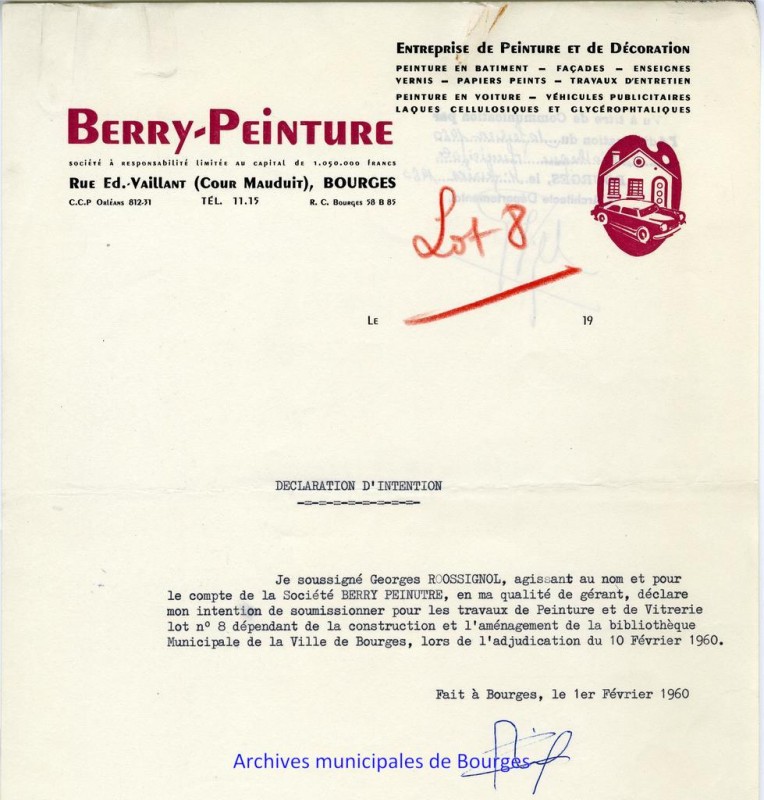 Entreprise de Peinture et de Décoration
PEINTURE EN BATIMENT — FAÇADES — ENSEIGNES
VERNIS — PAPIERS PEINTS — TRAVAUX D'ENTRETIEN
PEINTURE EN VOITURE — VÉHICULES PUBLICITAIRES
LAQUES CELLULOSIQUES ET GLYCÉROPHTALIQUES
BERRY-PEINTURE
SOCIÉTÉ À RESPONSABILITÉ LIMITÉE AU CAPITAL DE 1.050.000 FRANCS
Rue Ed.-Vaillant (Cour Mauduit), BOURGES
C.C.P Orléans 812-31 TÉL. 11.15 R. C. Bourges 58 B 85
Lot 8
Le 19
DECLARATION D'INTENTION
-=-=-=-=-=-=-=-=-
Je soussigné Georges ROOSSIGNOL, agissant au nom et pour
le compte de la Société BERRY PEINUTRE, en ma qualité de gérant, déclare
mon intention de soumissionner pour les travaux de Peinture et de Vitrerie
lot nº 8 dépendant de la construction et l'aménagement de la bibliothèque
Municipale de la Ville de Bourges, lors de l'adjudication du 10 Février 1960.
Fait à Bourges, le 1er Février 1960
Archives municipales de Bourges